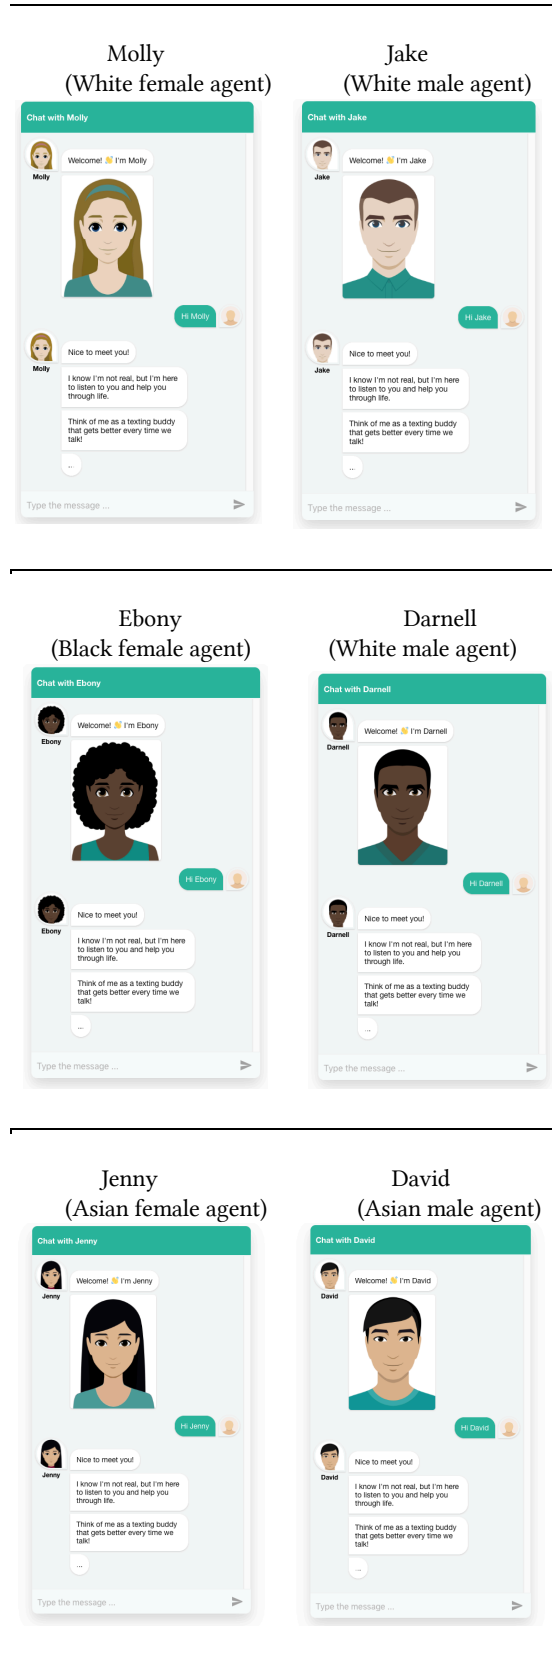 Molly
(White female agent)
Jake
(White male agent)
Chat with Molly
Welcome! 👋 I'm Molly
Molly
Hi Molly
Nice to meet you!
Molly
I know I'm not real, but I'm here
to listen to you and help you
through life.
Think of me as a texting buddy
that gets better every time we
talk!
..
Type the message ...
Chat with Jake
Welcome! 👋 I'm Jake
Jake
Hi Jake
Nice to meet you!
Jake
I know I'm not real, but I'm here
to listen to you and help you
through life.
Think of me as a texting buddy
that gets better every time we
talk!
..
Type the message ...
Ebony
(Black female agent)
Darnell
(White male agent)
Chat with Ebony
Welcome! 👋 I'm Ebony
Ebony
Hi Ebony
Nice to meet you!
Ebony
I know I'm not real, but I'm here
to listen to you and help you
through life.
Think of me as a texting buddy
that gets better every time we
talk!
...
Type the message ...
Chat with Darnell
Welcome! 👋 I'm Darnell
Darnell
Hi Darnell
Nice to meet you!
Darnell
I know I'm not real, but I'm here
to listen to you and help you
through life.
Think of me as a texting buddy
that gets better every time we
talk!
...
Type the message ...
Jenny
(Asian female agent)
David
(Asian male agent)
Chat with Jenny
Welcome! 👋 I'm Jenny
Jenny
Hi Jenny
Nice to meet you!
Jenny
I know I'm not real, but I'm here
to listen to you and help you
through life.
Think of me as a texting buddy
that gets better every time we
talk!
...
Type the message ...
Chat with David
Welcome! 👋 I'm David
David
Hi David
Nice to meet you!
David
I know I'm not real, but I'm here
to listen to you and help you
through life.
Think of me as a texting buddy
that gets better every time we
talk!
...
Type the message ...